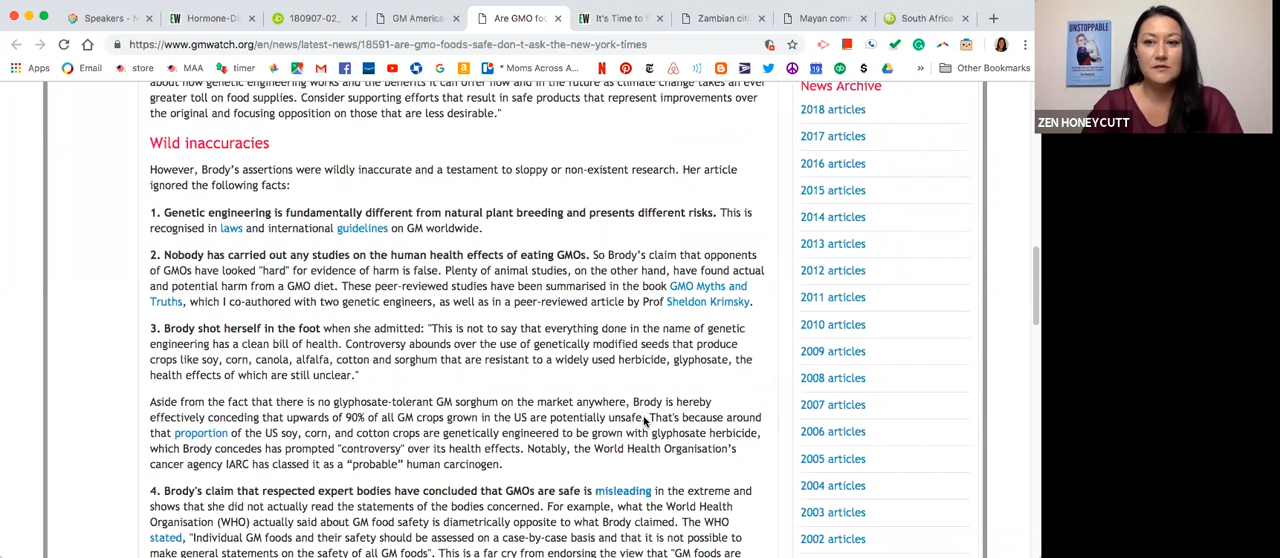 Speakers - N
Hormone-Di
180907-02_
GM America
Are GMO foo
It's Time to S
Zambian citi
Mayan comm
South Africa
https://www.gmwatch.org/en/news/latest-news/18591-are-gmo-foods-safe-don-t-ask-the-new-york-times
Apps
Email
store
MAA
timer
* Moms Across A...
Other Bookmarks
about how genetic engineering works and the benefits it can offer now and in the future as climate change takes an ever
greater toll on food supplies. Consider supporting efforts that result in safe products that represent improvements over
the original and focusing opposition on those that are less desirable."
Wild inaccuracies
However, Brody's assertions were wildly inaccurate and a testament to sloppy or non-existent research. Her article
ignored the following facts:
1. Genetic engineering is fundamentally different from natural plant breeding and presents different risks. This is
recognised in laws and international guidelines on GM worldwide.
2. Nobody has carried out any studies on the human health effects of eating GMOs. So Brody's claim that opponents
of GMOs have looked "hard" for evidence of harm is false. Plenty of animal studies, on the other hand, have found actual
and potential harm from a GMO diet. These peer-reviewed studies have been summarised in the book GMO Myths and
Truths, which I co-authored with two genetic engineers, as well as in a peer-reviewed article by Prof Sheldon Krimsky.
3. Brody shot herself in the foot when she admitted: "This is not to say that everything done in the name of genetic
engineering has a clean bill of health. Controversy abounds over the use of genetically modified seeds that produce
crops like soy, corn, canola, alfalfa, cotton and sorghum that are resistant to a widely used herbicide, glyphosate, the
health effects of which are still unclear."
Aside from the fact that there is no glyphosate-tolerant GM sorghum on the market anywhere, Brody is hereby
effectively conceding that upwards of 90% of all GM crops grown in the US are potentially unsafe. That's because around
that proportion of the US soy, corn, and cotton crops are genetically engineered to be grown with glyphosate herbicide,
which Brody concedes has prompted "controversy" over its health effects. Notably, the World Health Organisation's
cancer agency IARC has classed it as a "probable" human carcinogen.
4. Brody's claim that respected expert bodies have concluded that GMOs are safe is misleading in the extreme and
shows that she did not actually read the statements of the bodies concerned. For example, what the World Health
Organisation (WHO) actually said about GM food safety is diametrically opposite to what Brody claimed. The WHO
stated, "Individual GM foods and their safety should be assessed on a case-by-case basis and that it is not possible to
make general statements on the safety of all GM foods". This is a far cry from endorsing the view that "GM foods are
News Archive
2018 articles
2017 articles
2016 articles
2015 articles
2014 articles
2013 articles
2012 articles
2011 articles
2010 articles
2009 articles
2008 articles
2007 articles
2006 articles
2005 articles
2004 articles
2003 articles
2002 articles
UNSTOPPABLE
ZEN HONEYCUTT